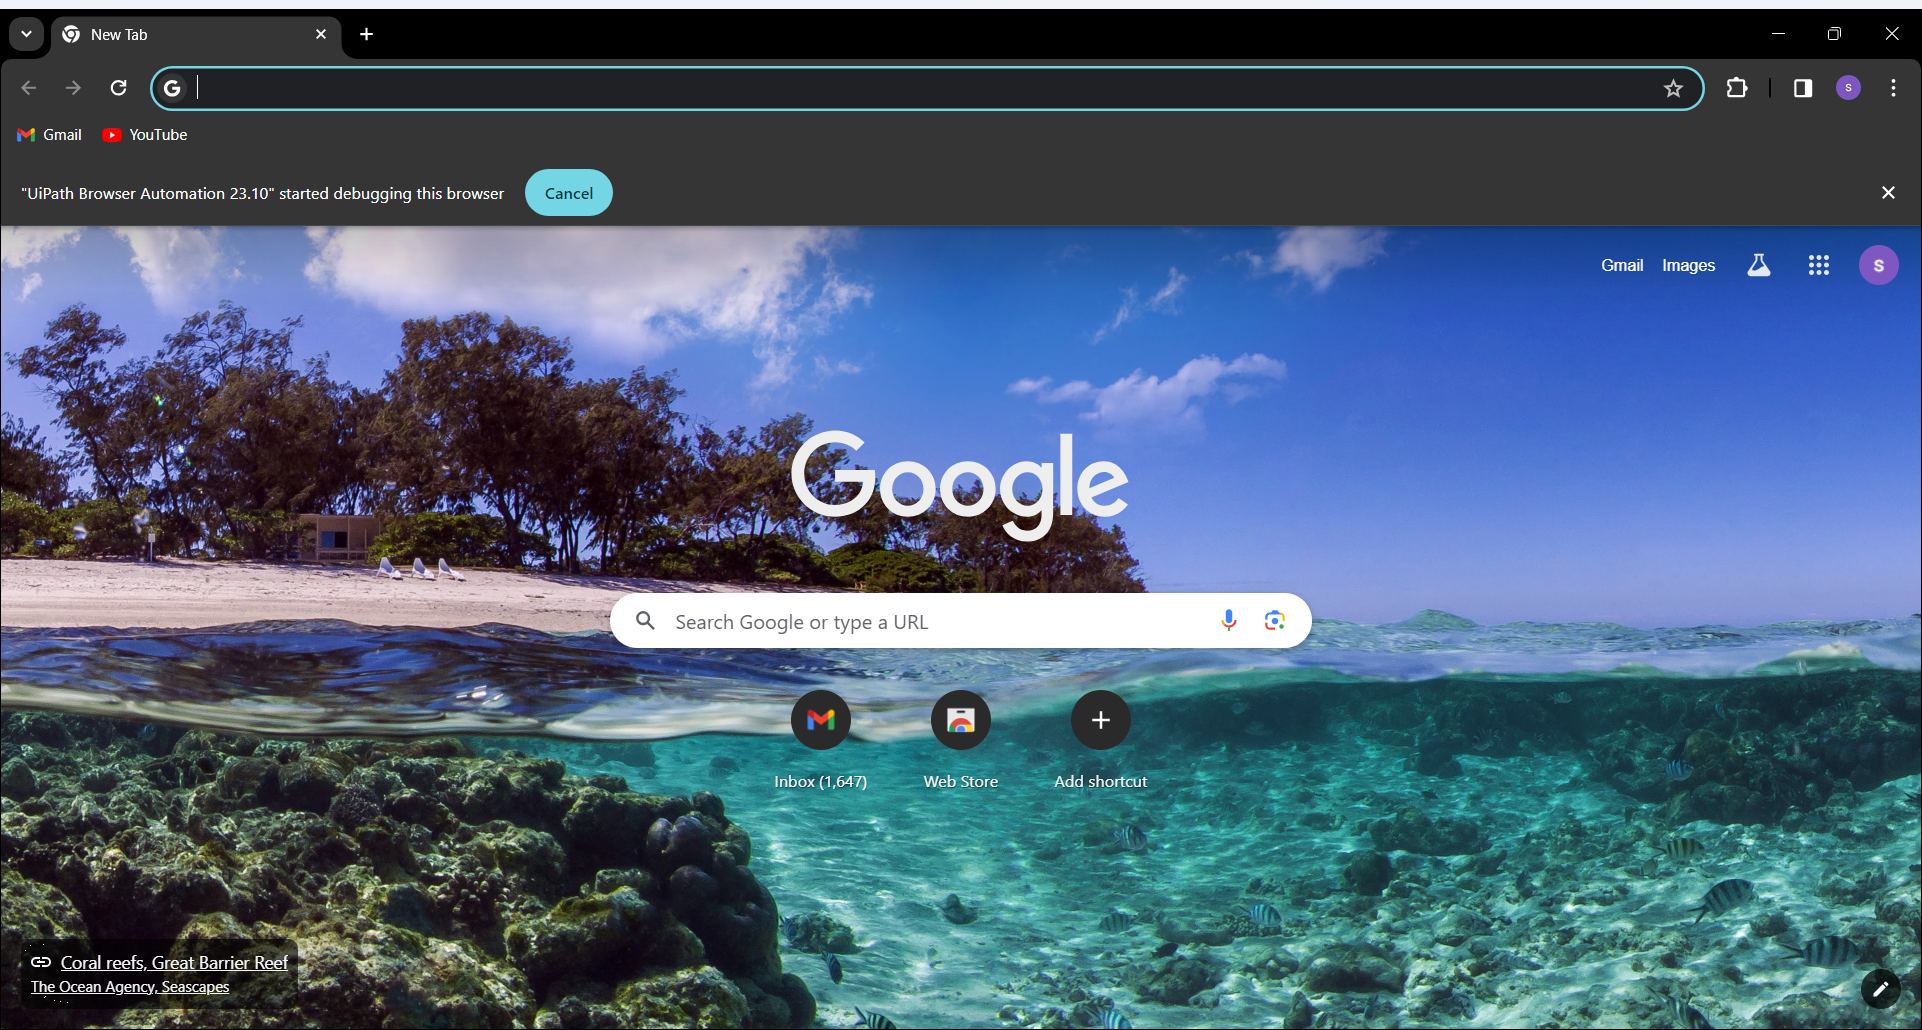 New Tab
Gmail
YouTube
"UiPath Browser Automation 23.10" started debugging this browser
Cancel
S
Gmail
Images
S
Google
Search Google or type a URL
Inbox (1,647)
Web Store
Add shortcut
Coral reefs, Great Barrier Reef
The Ocean Agency, Seascapes